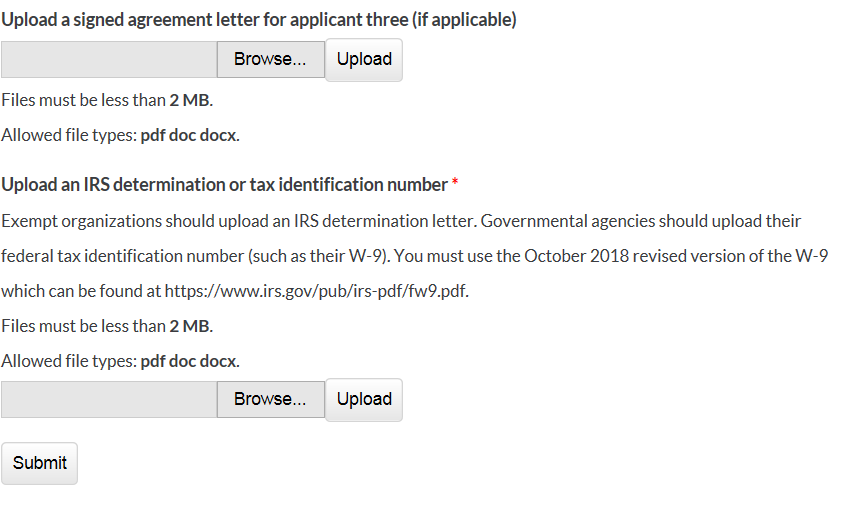 Upload a signed agreement letter for applicant three (if applicable)
Browse... Upload
Files must be less than 2 MB.
Allowed file types: pdf doc docx.
Upload an IRS determination or tax identification number *
Exempt organizations should upload an IRS determination letter. Governmental agencies should upload their
federal tax identification number (such as their W-9). You must use the October 2018 revised version of the W-9
which can be found at https://www.irs.gov/pub/irs-pdf/fw9.pdf.
Files must be less than 2 MB.
Allowed file types: pdf doc docx.
Browse... Upload
Submit